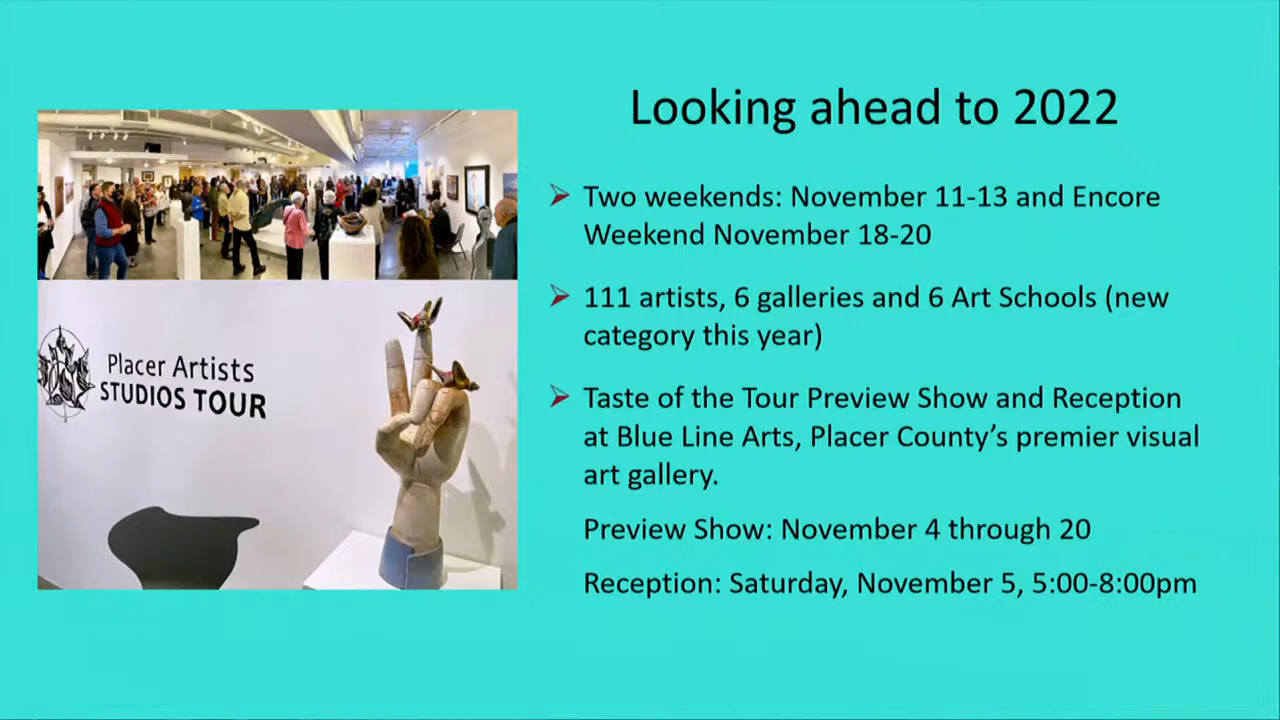 Looking ahead to 2022
Two weekends: November 11-13 and Encore
Weekend November 18-20
111 artists, 6 galleries and 6 Art Schools (new
category this year)
Taste of the Tour Preview Show and Reception
at Blue Line Arts, Placer County’s premier visual
art gallery.
Preview Show: November 4 through 20
Reception: Saturday, November 5, 5:00-8:00pm
Placer Artists
STUDIOS TOUR